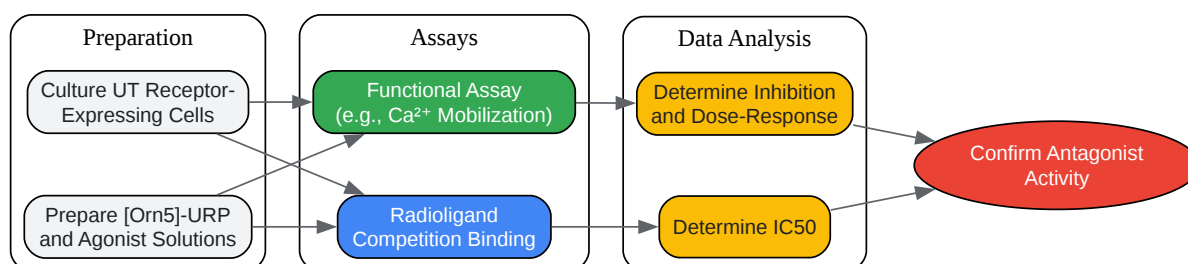 Preparation
Culture UT Receptor-
Expressing Cells
Prepare [Orn5]-URP
and Agonist Solutions
Assays
Functional Assay
(e.g., Ca²⁺ Mobilization)
Radioligand
Competition Binding
Data Analysis
Determine Inhibition
and Dose-Response
Determine IC50
Confirm Antagonist
Activity